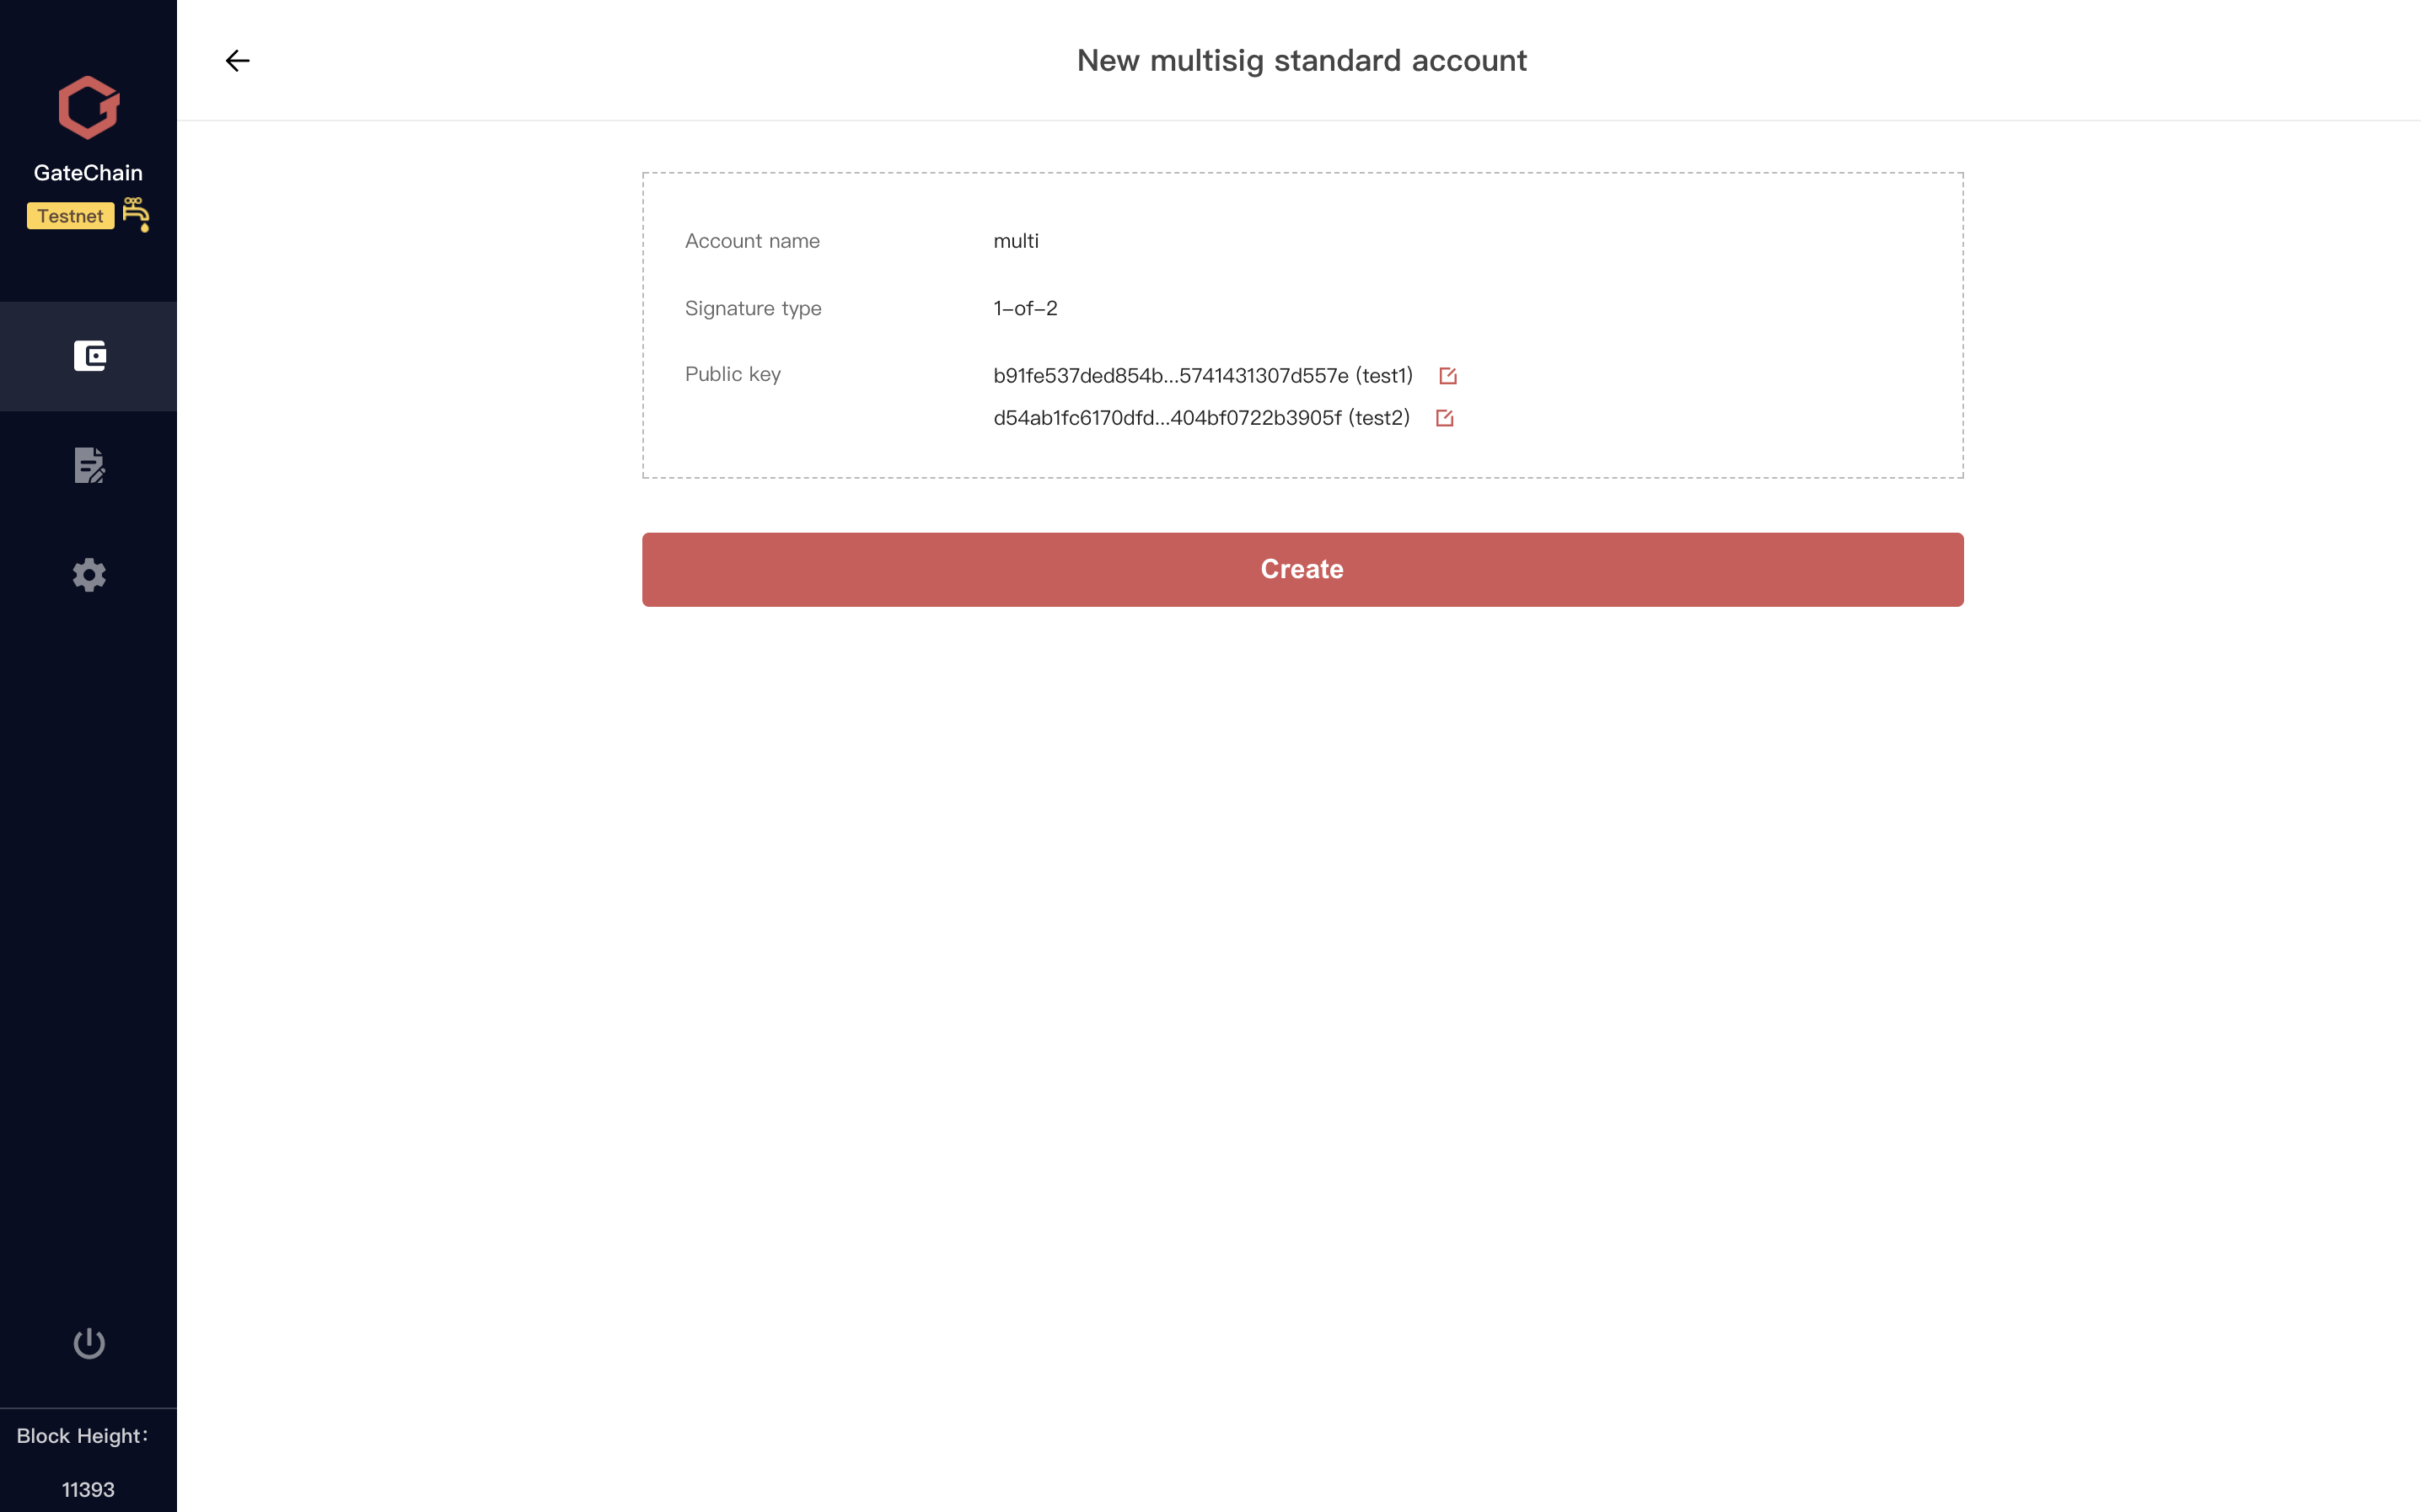 New multisig standard account
GateChain
Testnet
Account name multi
Signature type 1-of-2
Public key b91fe537ded854b...5741431307d557e (test1)
d54ab1fc6170dfd...404bf0722b3905f (test2)
Create
Block Height:
11393